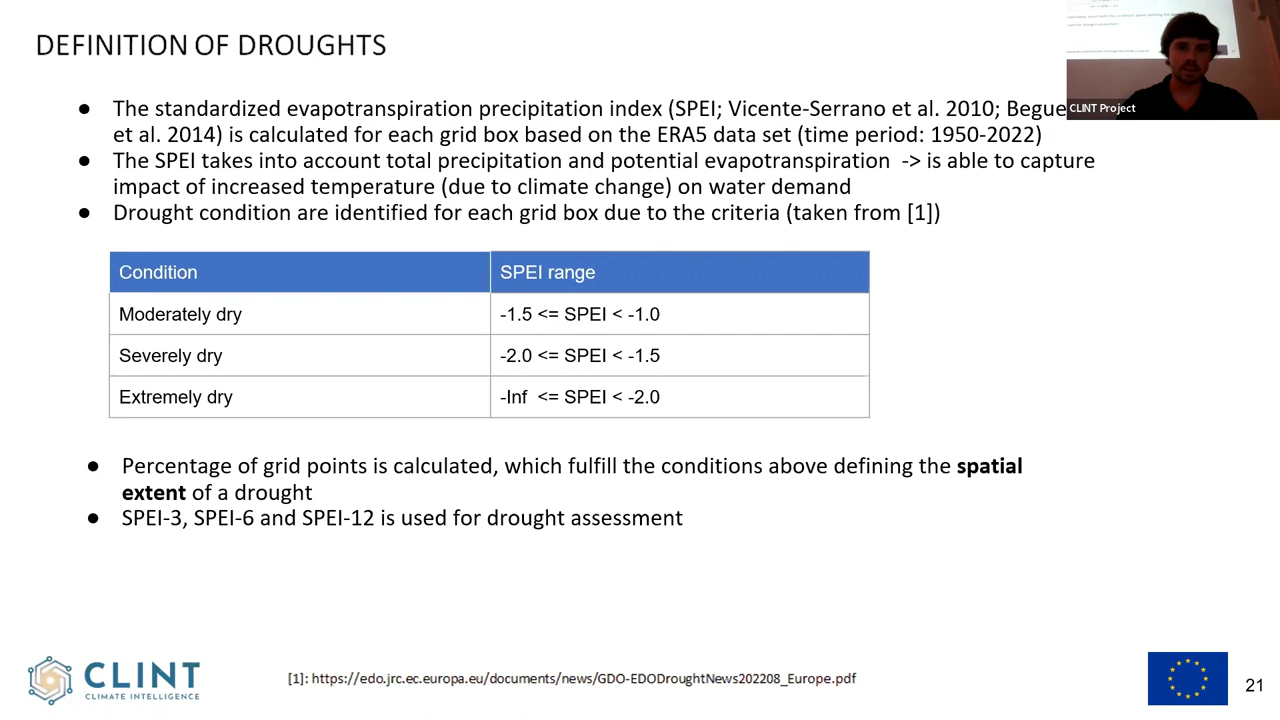 DEFINITION OF DROUGHTS
● The standardized evapotranspiration precipitation index (SPEI; Vicente-Serrano et al. 2010;
et al. 2014) is calculated for each grid box based on the ERA5 data set (time period: 1950-2022)
● The SPEI takes into account total precipitation and potential evapotranspiration -> is able to capture
impact of increased temperature (due to climate change) on water demand
● Drought condition are identified for each grid box due to the criteria (taken from [1])
CLINT Project
Condition SPEI range
Moderately dry -1.5 <= SPEI < -1.0
Severely dry -2.0 <= SPEI < -1.5
Extremely dry -Inf <= SPEI < -2.0
● Percentage of grid points is calculated, which fulfill the conditions above defining the spatial
extent of a drought
● SPEI-3, SPEI-6 and SPEI-12 is used for drought assessment
CLINT
CLIMATE INTELLIGENCE
[1]: https://edo.jrc.ec.europa.eu/documents/news/GDO-EDODroughtNews202208_Europe.pdf
21